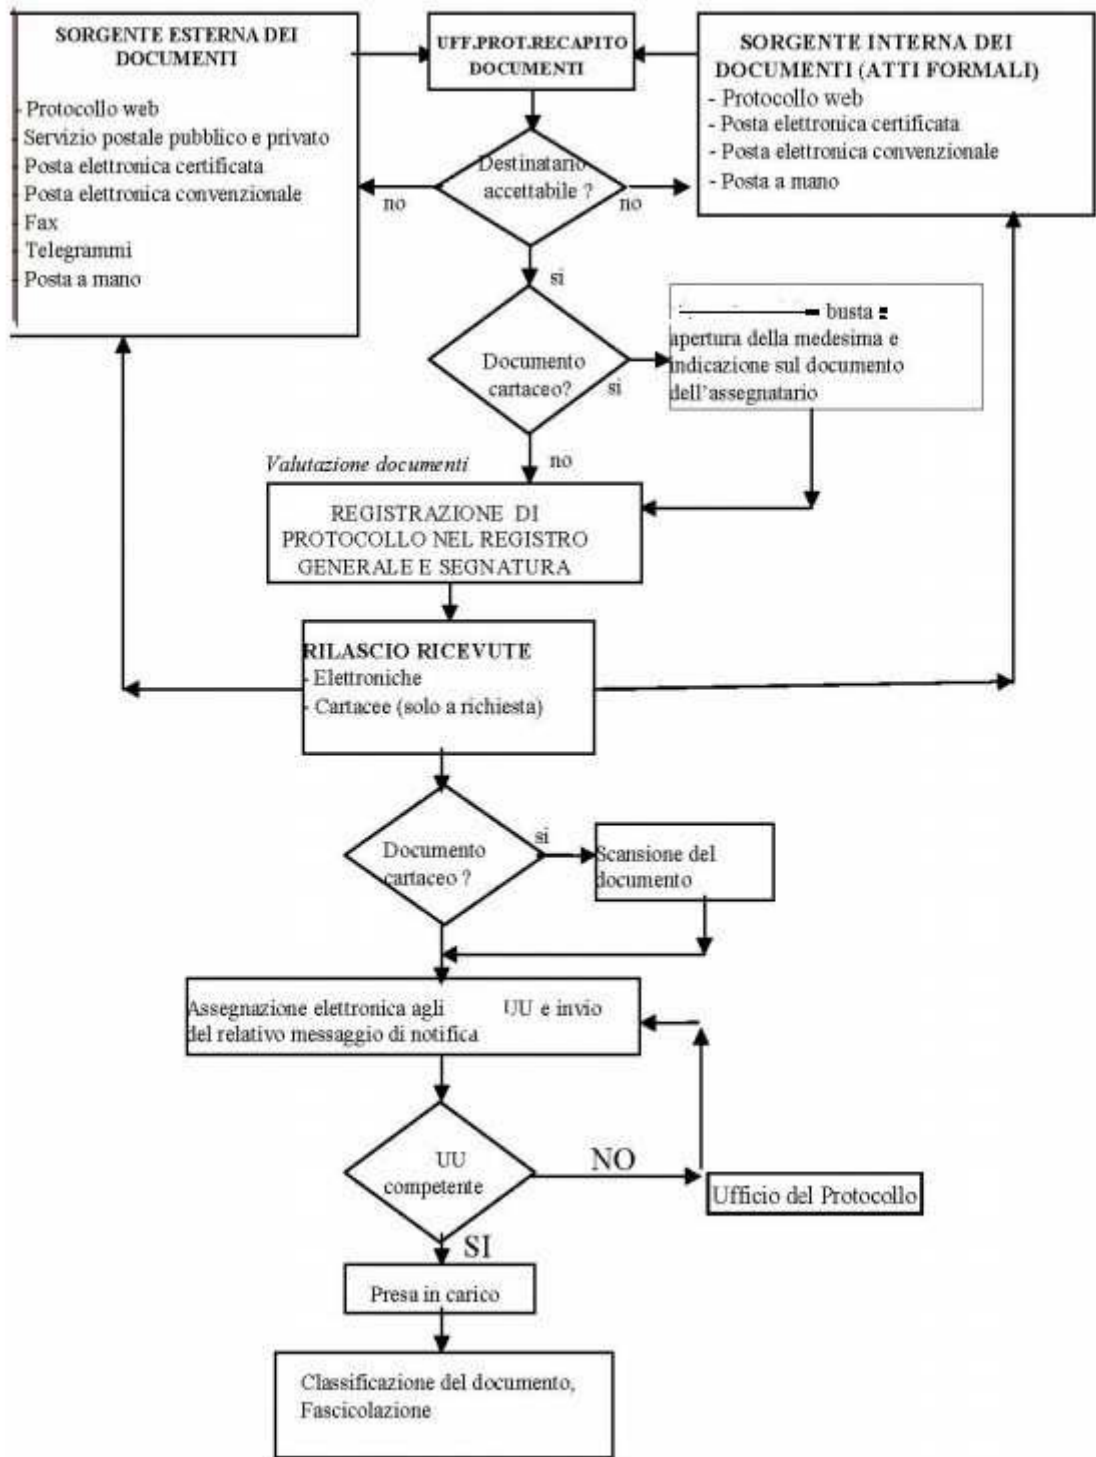 SORGENTE ESTERNA DEI
DOCUMENTI
- Protocollo web
- Servizio postale pubblico e privato
- Posta elettronica certificata
- Posta elettronica convenzionale
- Fax
- Telegrammi
- Posta a mano
UFF.PROT.RECAPITO
DOCUMENTI
SORGENTE INTERNA DEI
DOCUMENTI (ATTI FORMALI)
- Protocollo web
- Posta elettronica certificata
- Posta elettronica convenzionale
- Posta a mano
Destinatario
accettabile ?
no
no
si
Documento
cartaceo?
si
busta
apertura della medesima e
indicazione sul documento
dell'assegnatario
no
Valutazione documenti
REGISTRAZIONE DI
PROTOCOLLO NEL REGISTRO
GENERALE E SEGNATURA
RILASCIO RICEVUTE
- Elettroniche
- Cartacee (solo a richiesta)
Documento
cartaceo ?
si
Scansione del
documento
Assegnazione elettronica agli UU e invio
del relativo messaggio di notifica
UU
competente
NO
Ufficio del Protocollo
SI
Presa in carico
Classificazione del documento,
Fascicolazione